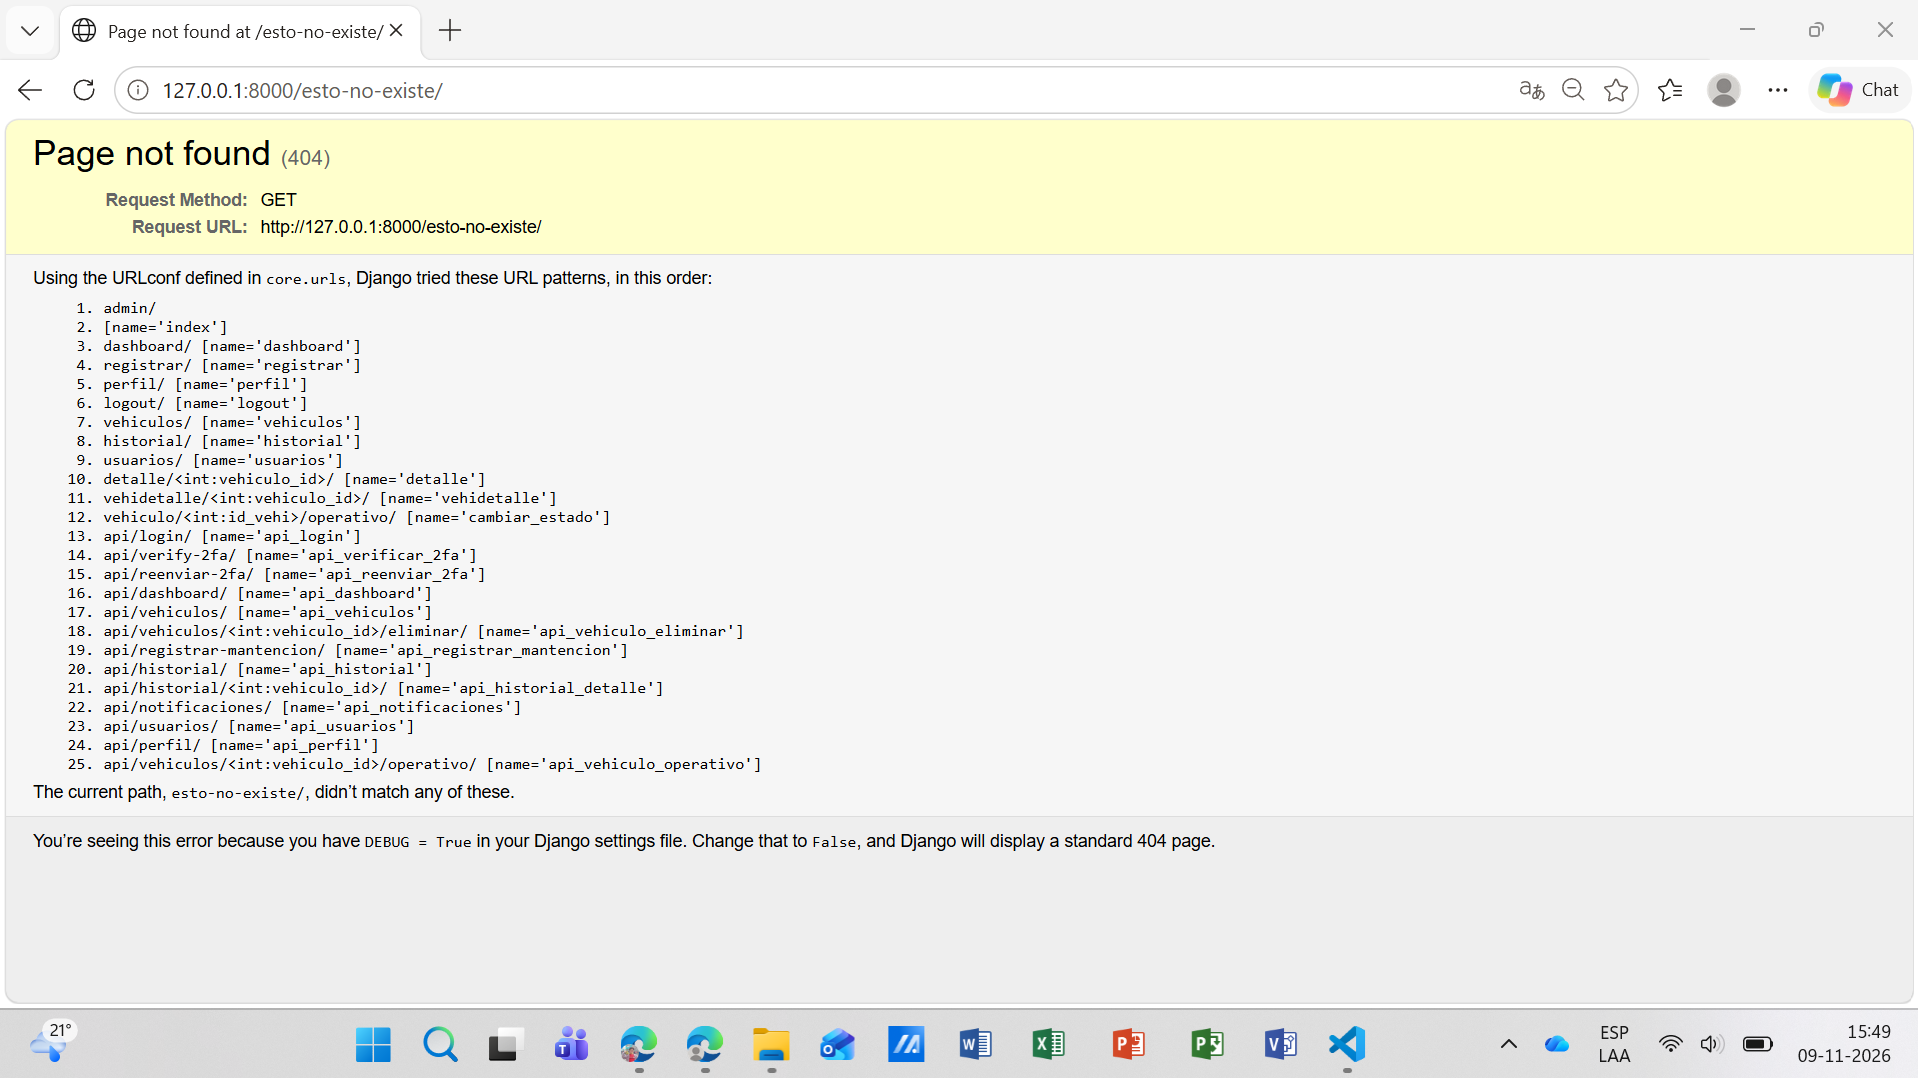 Page not found at /esto-no-existe/
127.0.0.1:8000/esto-no-existe/
Chat
Page not found (404)
Request Method: GET
Request URL: http://127.0.0.1:8000/esto-no-existe/
Using the URLconf defined in core.urls, Django tried these URL patterns, in this order:
1. admin/
2. [name='index']
3. dashboard/ [name='dashboard']
4. registrar/ [name='registrar']
5. perfil/ [name='perfil']
6. logout/ [name='logout']
7. vehiculos/ [name='vehiculos']
8. historial/ [name='historial']
9. usuarios/ [name='usuarios']
10. detalle/<int:vehiculo_id>/ [name='detalle']
11. vehidetalle/<int:vehiculo_id>/ [name='vehidetalle']
12. vehiculo/<int:id_vehi>/operativo/ [name='cambiar_estado']
13. api/login/ [name='api_login']
14. api/verify-2fa/ [name='api_verificar_2fa']
15. api/reenviar-2fa/ [name='api_reenviar_2fa']
16. api/dashboard/ [name='api_dashboard']
17. api/vehiculos/ [name='api_vehiculos']
18. api/vehiculos/<int:vehiculo_id>/eliminar/ [name='api_vehiculo_eliminar']
19. api/registrar-mantencion/ [name='api_registrar_mantencion']
20. api/historial/ [name='api_historial']
21. api/historial/<int:vehiculo_id>/ [name='api_historial_detalle']
22. api/notificaciones/ [name='api_notificaciones']
23. api/usuarios/ [name='api_usuarios']
24. api/perfil/ [name='api_perfil']
25. api/vehiculos/<int:vehiculo_id>/operativo/ [name='api_vehiculo_operativo']
The current path, esto-no-existe/, didn’t match any of these.
You’re seeing this error because you have DEBUG = True in your Django settings file. Change that to False, and Django will display a standard 404 page.
21°
ESP
LAA
15:49
09-11-2026